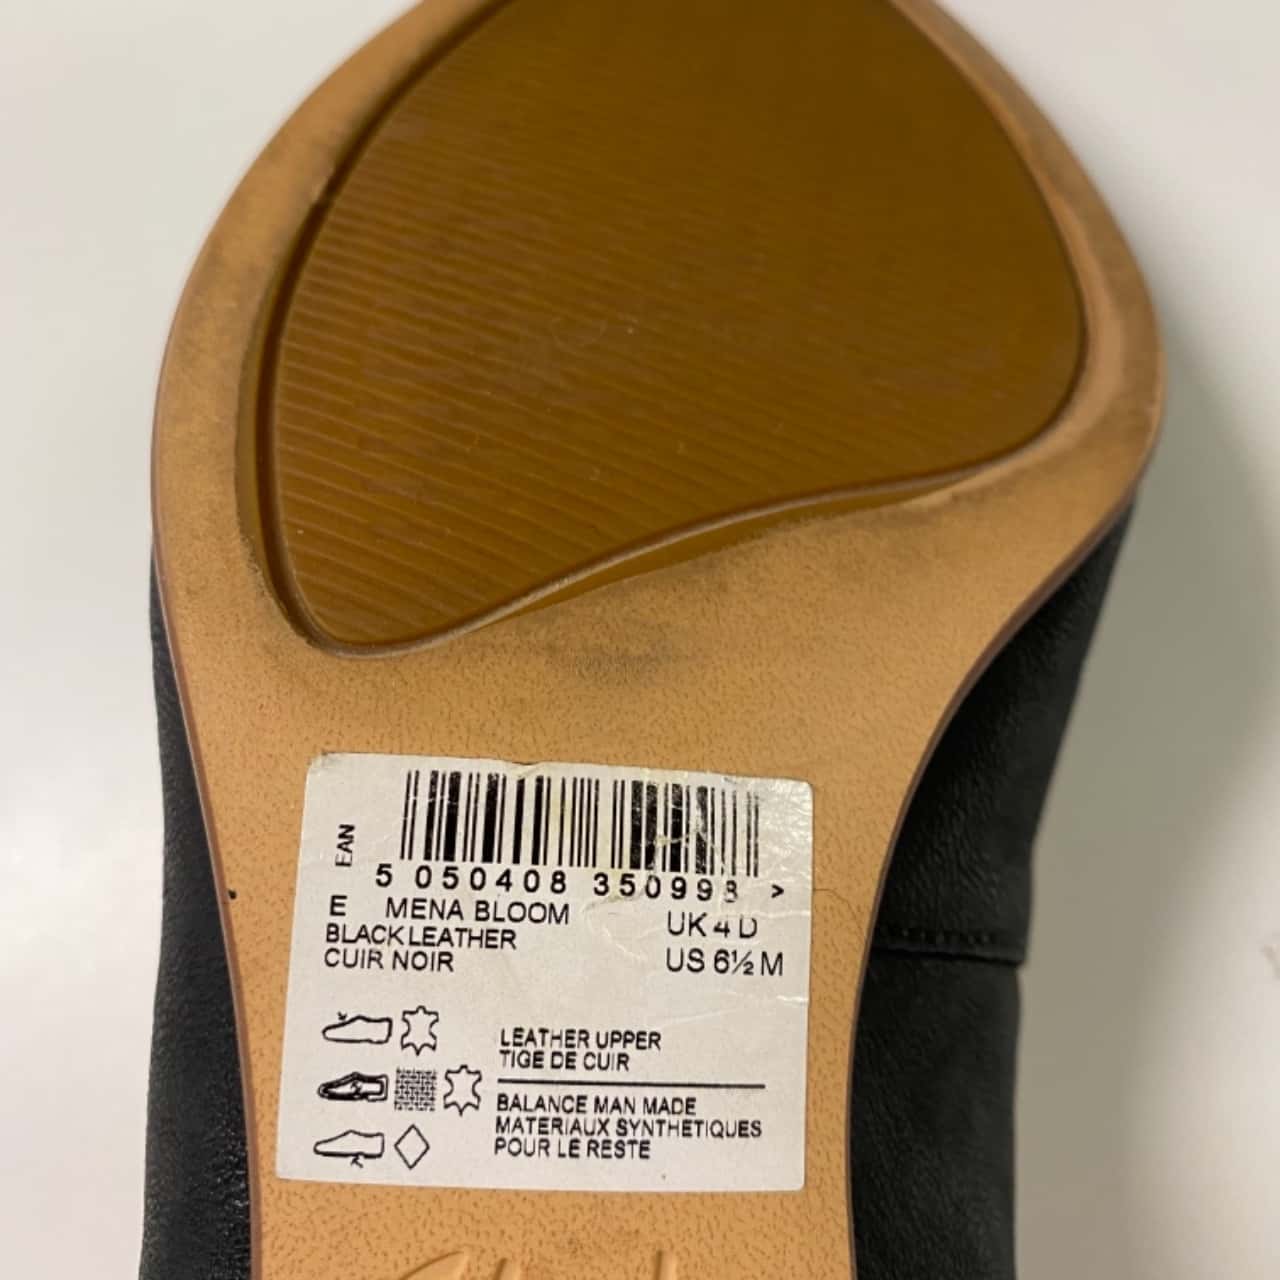 EAN
5 050408 350998 >
E MENA BLOOM UK 4 D
BLACK LEATHER
CUIR NOIR US 6½ M
LEATHER UPPER
TIGE DE CUIR
BALANCE MAN MADE
MATERIAUX SYNTHETIQUES
POUR LE RESTE